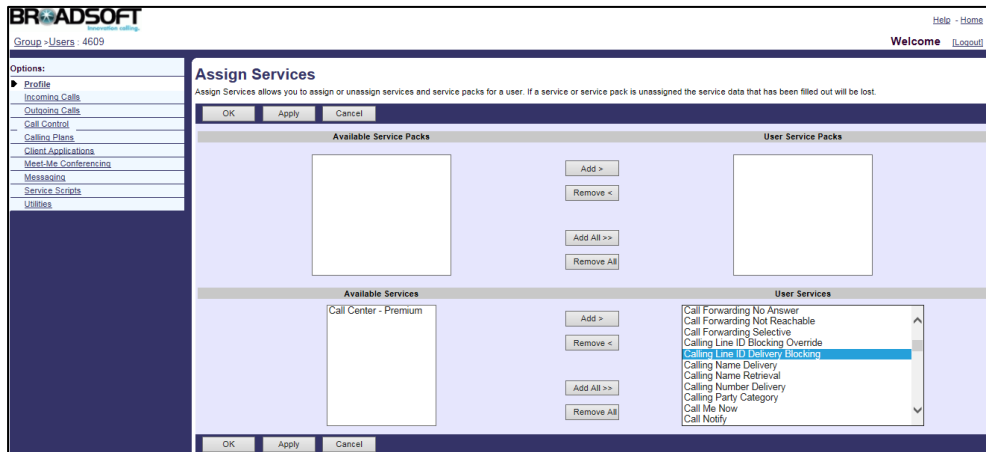 BROADSOFT
innovation calling.
Help - Home
Group >Users : 4609
Welcome [Logout]
Options:
Profile
Incoming Calls
Outgoing Calls
Call Control
Calling Plans
Client Applications
Meet-Me Conferencing
Messaging
Service Scripts
Utilities
Assign Services
Assign Services allows you to assign or unassign services and service packs for a user. If a service or service pack is unassigned the service data that has been filled out will be lost.
OK Apply Cancel
Available Service Packs User Service Packs
Add >
Remove <
Add All >>
Remove All
Available Services User Services
Call Center - Premium
Add >
Remove <
Add All >>
Remove All
Call Forwarding No Answer
Call Forwarding Not Reachable
Call Forwarding Selective
Calling Line ID Blocking Override
Calling Line ID Delivery Blocking
Calling Name Delivery
Calling Name Retrieval
Calling Number Delivery
Calling Party Category
Call Me Now
Call Notify
OK Apply Cancel